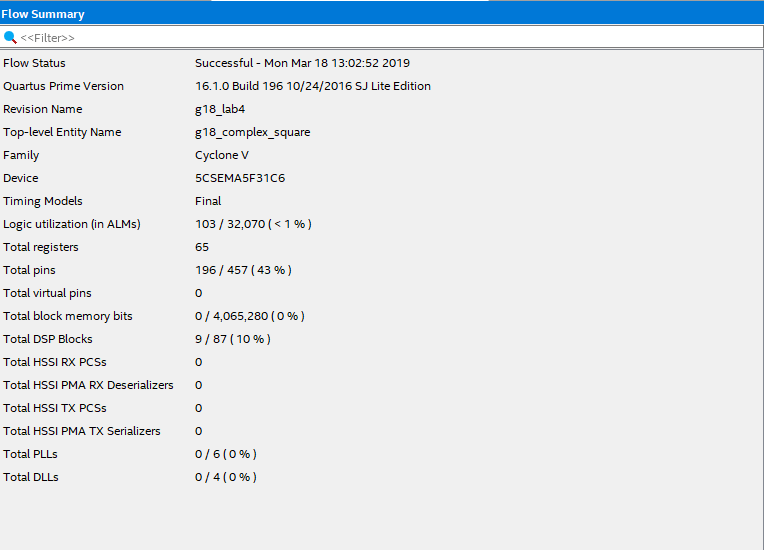 Flow Summary
<<Filter>>
Flow Status Successful - Mon Mar 18 13:02:52 2019
Quartus Prime Version 16.1.0 Build 196 10/24/2016 SJ Lite Edition
Revision Name g18_lab4
Top-level Entity Name g18_complex_square
Family Cyclone V
Device 5CSEMA5F31C6
Timing Models Final
Logic utilization (in ALMs) 103 / 32,070 ( < 1 % )
Total registers 65
Total pins 196 / 457 ( 43 % )
Total virtual pins 0
Total block memory bits 0 / 4,065,280 ( 0 % )
Total DSP Blocks 9 / 87 ( 10 % )
Total HSSI RX PCSs 0
Total HSSI PMA RX Deserializers 0
Total HSSI TX PCSs 0
Total HSSI PMA TX Serializers 0
Total PLLs 0 / 6 ( 0 % )
Total DLLs 0 / 4 ( 0 % )